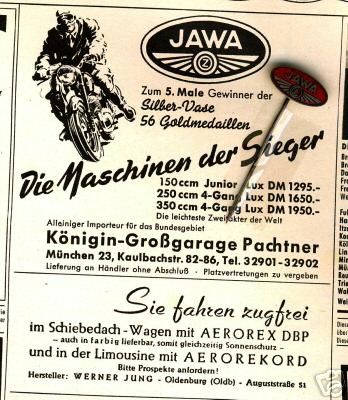 JAWA
CZ
JAWA
Zum 5. Male Gewinner der
Silber-Vase
56 Goldmedaillen
Die Maschinen der Sieger
150 ccm Junior Lux DM 1295.-
250 ccm 4-Gang Lux DM 1650.-
350 ccm 4-Gang Lux DM 1950.-
Die leichteste Zweizylinder der Welt
Alleiniger Importeur für das Bundesgebiet
Königin-Großgarage Pachtner
München 23, Kaulbachstr. 82-86, Tel. 32901-32902
Lieferung an Händler ohne Abschluß - Platzvertretungen zu vergeben
Sie fahren zugfrei
im Schiebedach-Wagen mit AEROREX DBP
- auch in farbig lieferbar, somit gleichzeitig Sonnenschutz -
und in der Limousine mit AEROREKORD
Bitte Prospekte anfordern!
Hersteller: WERNER JUNG - Oldenburg (Oldb) - Auguststraße 51